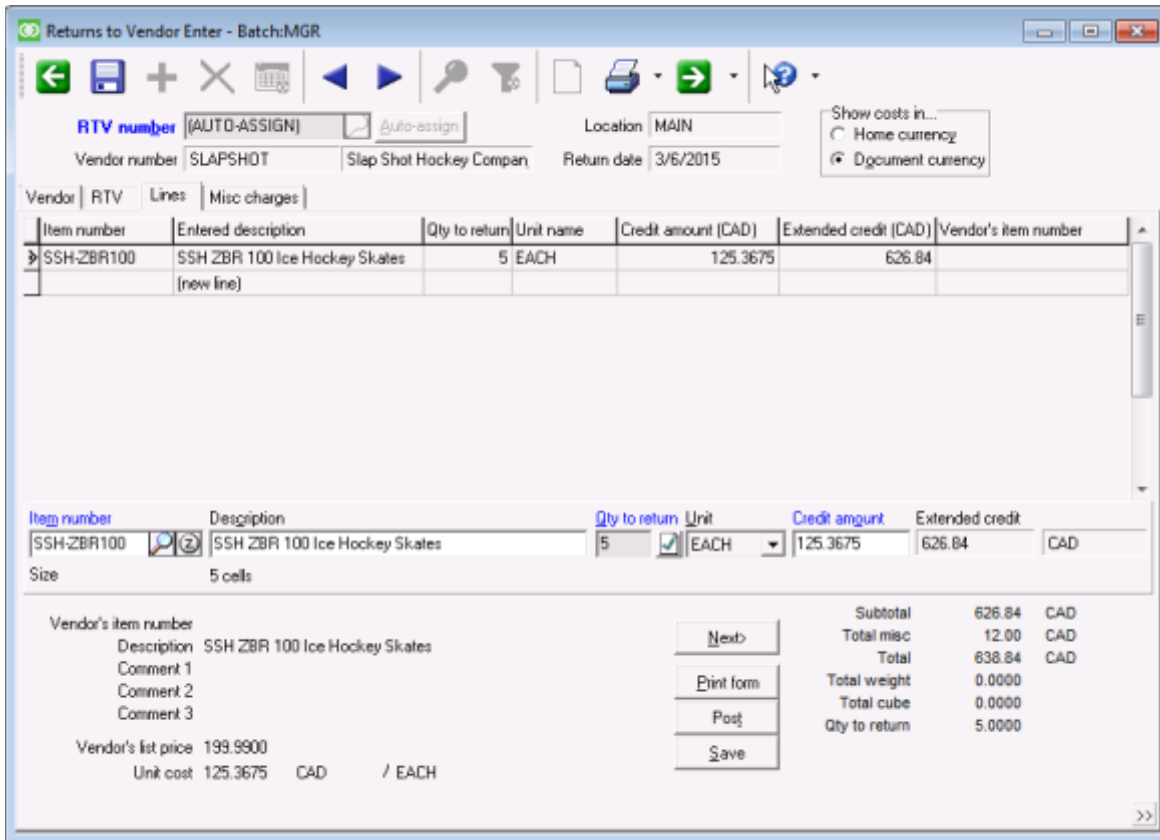 Returns to Vendor Enter - Batch:MGR
RTV number (AUTO-ASSIGN) Auto-assign Location MAIN Show costs in...
Home currency
Vendor number SLAPSHOT Slap Shot Hockey Compan Return date 3/6/2015 Document currency
Vendor RTV Lines Misc charges
Item number Entered description Qty to return Unit name Credit amount (CAD) Extended credit (CAD) Vendor's item number
SSH-ZBR100 SSH ZBR 100 Ice Hockey Skates 5 EACH 125.3675 626.84
(new line)
Item number Description Qty to return Unit Credit amount Extended credit
SSH-ZBR100 Z SSH ZBR 100 Ice Hockey Skates 5 EACH 125.3675 626.84 CAD
Size 5 cells
Vendor's item number
Description SSH ZBR 100 Ice Hockey Skates
Comment 1
Comment 2
Comment 3
Vendor's list price 199.9900
Unit cost 125.3675 CAD / EACH
Next>
Print form
Post
Save
Subtotal 626.84 CAD
Total misc 12.00 CAD
Total 638.84 CAD
Total weight 0.0000
Total cube 0.0000
Qty to return 5.0000
>>